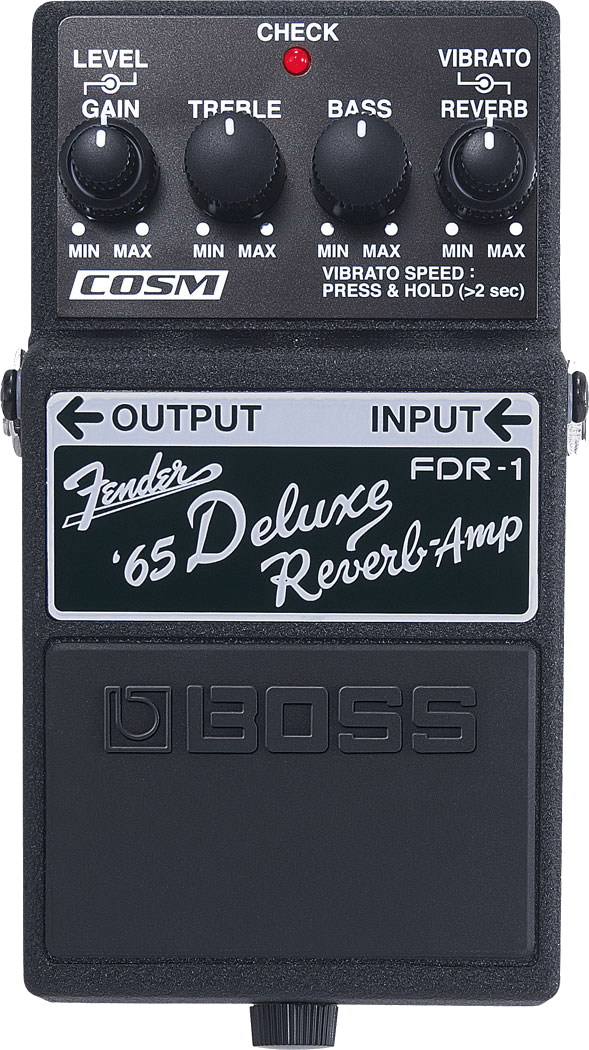 CHECK
LEVEL VIBRATO
GAIN TREBLE BASS REVERB
MIN MAX MIN MAX MIN MAX MIN MAX
COSM
VIBRATO SPEED :
PRESS & HOLD (>2 sec)
OUTPUT INPUT
Fender FDR-1
'65 Deluxe
Reverb-Amp
BOSS